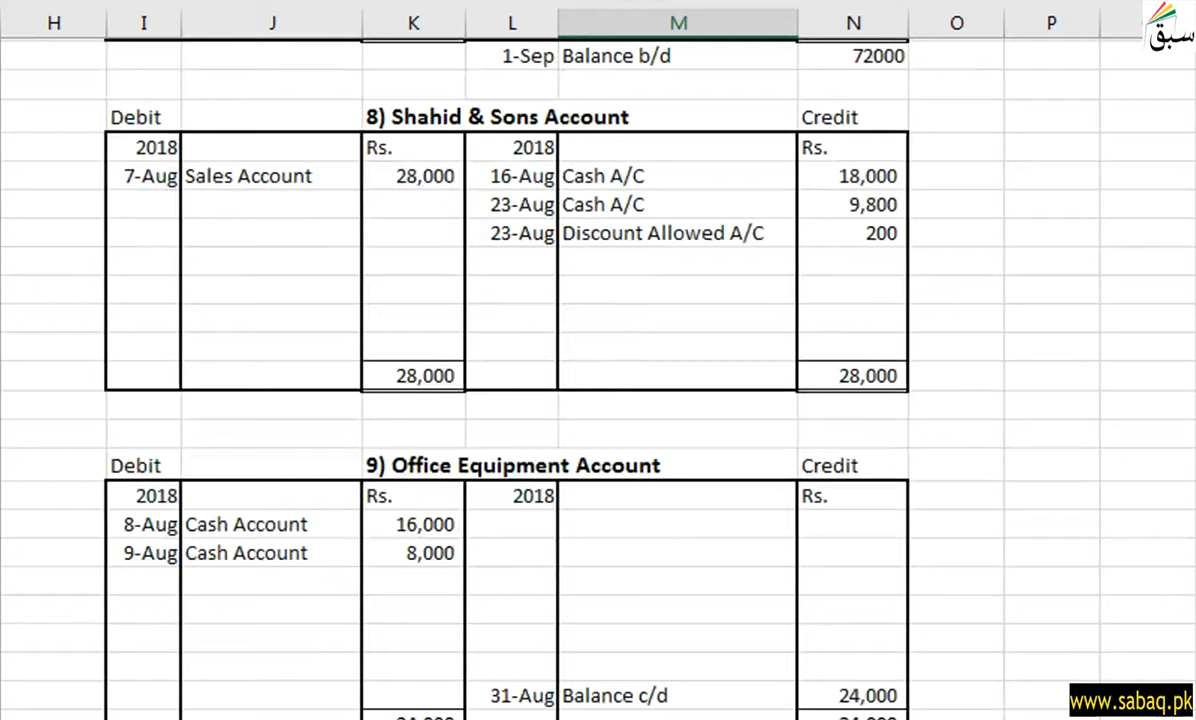 H I J K L M N O P
سبق
1-Sep Balance b/d 72000
Debit 8) Shahid & Sons Account Credit
2018 Rs. 2018 Rs.
7-Aug Sales Account 28,000 16-Aug Cash A/C 18,000
23-Aug Cash A/C 9,800
23-Aug Discount Allowed A/C 200
28,000 28,000
Debit 9) Office Equipment Account Credit
2018 Rs. 2018 Rs.
8-Aug Cash Account 16,000
9-Aug Cash Account 8,000
31-Aug Balance c/d 24,000
www.sabaq.pk